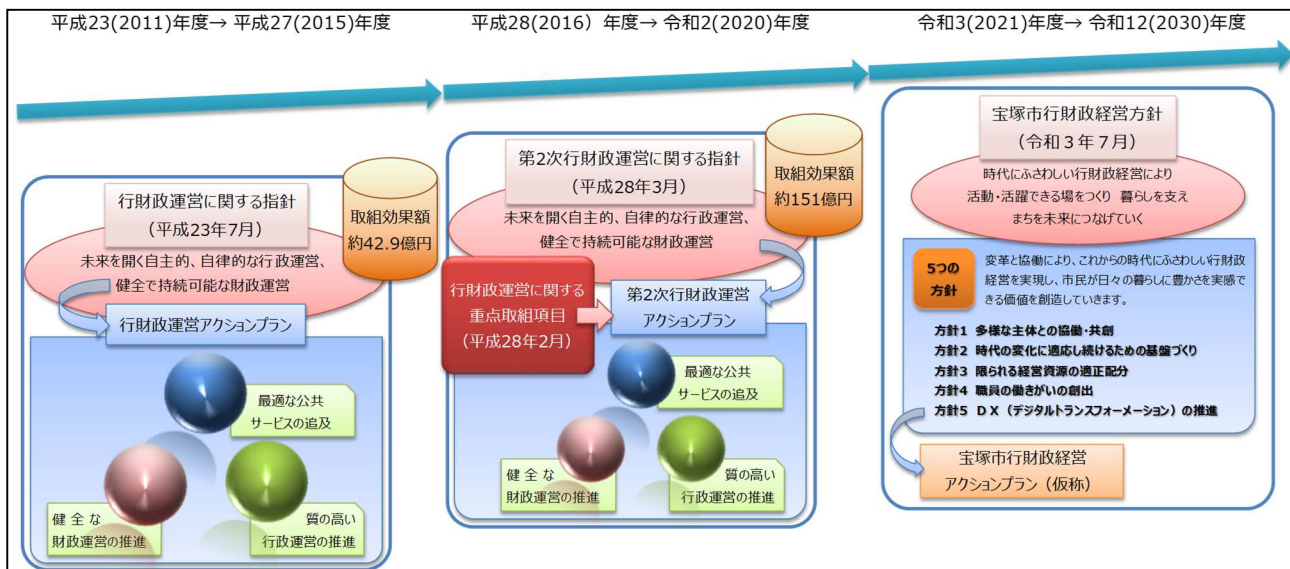 平成23(2011)年度→ 平成27(2015)年度
行財政運営に関する指針
(平成23年7月)
取組効果額
約42.9億円
未来を開く自主的、自律的な行政運営、
健全で持続可能な財政運営
行財政運営アクションプラン
最適な公共
サービスの追及
健 全 な
財政運営の推進
質の高い
行政運営の推進
平成28(2016）年度→ 令和2(2020)年度
第2次行財政運営に関する指針
(平成28年3月)
取組効果額
約151億円
未来を開く自主的、自律的な行政運営、
健全で持続可能な財政運営
行財政運営に関する
重点取組項目
(平成28年2月)
第2次行財政運営
アクションプラン
最適な公共
サービスの追及
健 全 な
財政運営の推進
質の高い
行政運営の推進
令和3(2021)年度→ 令和12(2030)年度
宝塚市行財政経営方針
（令和３年７月）
時代にふさわしい行財政経営により
活動・活躍できる場をつくり　暮らしを支え
まちを未来につなげていく
5つの
方針
変革と協働により、これからの時代にふさわしい行財政
経営を実現し、市民が日々の暮らしに豊かさを実感で
きる価値を創造していきます。
方針1 多様な主体との協働・共創
方針2 時代の変化に適応し続けるための基盤づくり
方針3 限られる経営資源の適正配分
方針4 職員の働きがいの創出
方針5 ＤＸ（デジタルトランスフォーメーション）の推進
宝塚市行財政経営
アクションプラン（仮称）